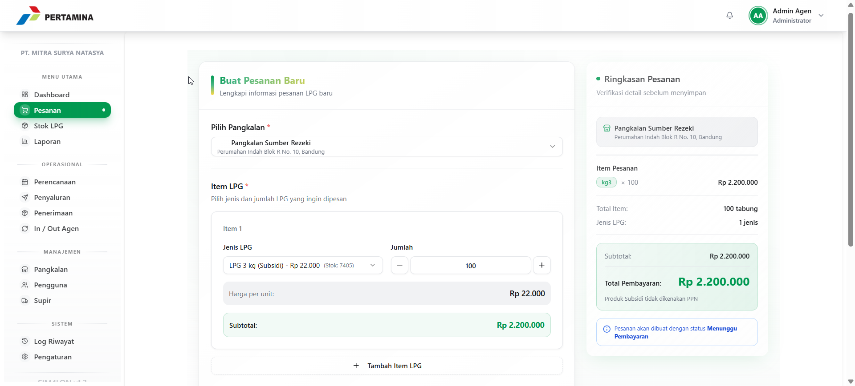 PERTAMINA
AA
Admin Agen
Administrator
PT. MITRA SURYA NATASYA
MENU UTAMA
Dashboard
Pesanan
Stok LPG
Laporan
OPERASIONAL
Perencanaan
Penyaluran
Penerimaan
In / Out Agen
MANAJEMEN
Pangkalan
Pengguna
Supir
SISTEM
Log Riwayat
Pengaturan
Buat Pesanan Baru
Lengkapi informasi pesanan LPG baru
Pilih Pangkalan *
Pangkalan Sumber Rezeki
Perumahan Indah Blok R No. 10, Bandung
Item LPG *
Pilih jenis dan jumlah LPG yang ingin dipesan
Item 1
Jenis LPG
Jumlah
LPG 3 kg (Subsidi) - Rp 22.000 (Stok: 7405)
− 100 +
Harga per unit: Rp 22.000
Subtotal: Rp 2.200.000
+ Tambah Item LPG
Ringkasan Pesanan
Verifikasi detail sebelum menyimpan
Pangkalan Sumber Rezeki
Perumahan Indah Blok R No. 10, Bandung
Item Pesanan
kg3 × 100 Rp 2.200.000
Total Item: 100 tabung
Jenis LPG: 1 jenis
Subtotal Rp 2.200.000
Total Pembayaran: Rp 2.200.000
Produk Subsidi tidak dikenakan PPN
Pesanan akan dibuat dengan status Menunggu
Pembayaran